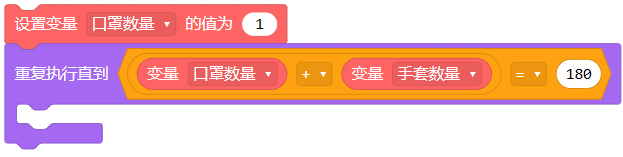 设置变量 口罩数量 的值为 1
重复执行直到 变量 口罩数量 + 变量 手套数量 = 180